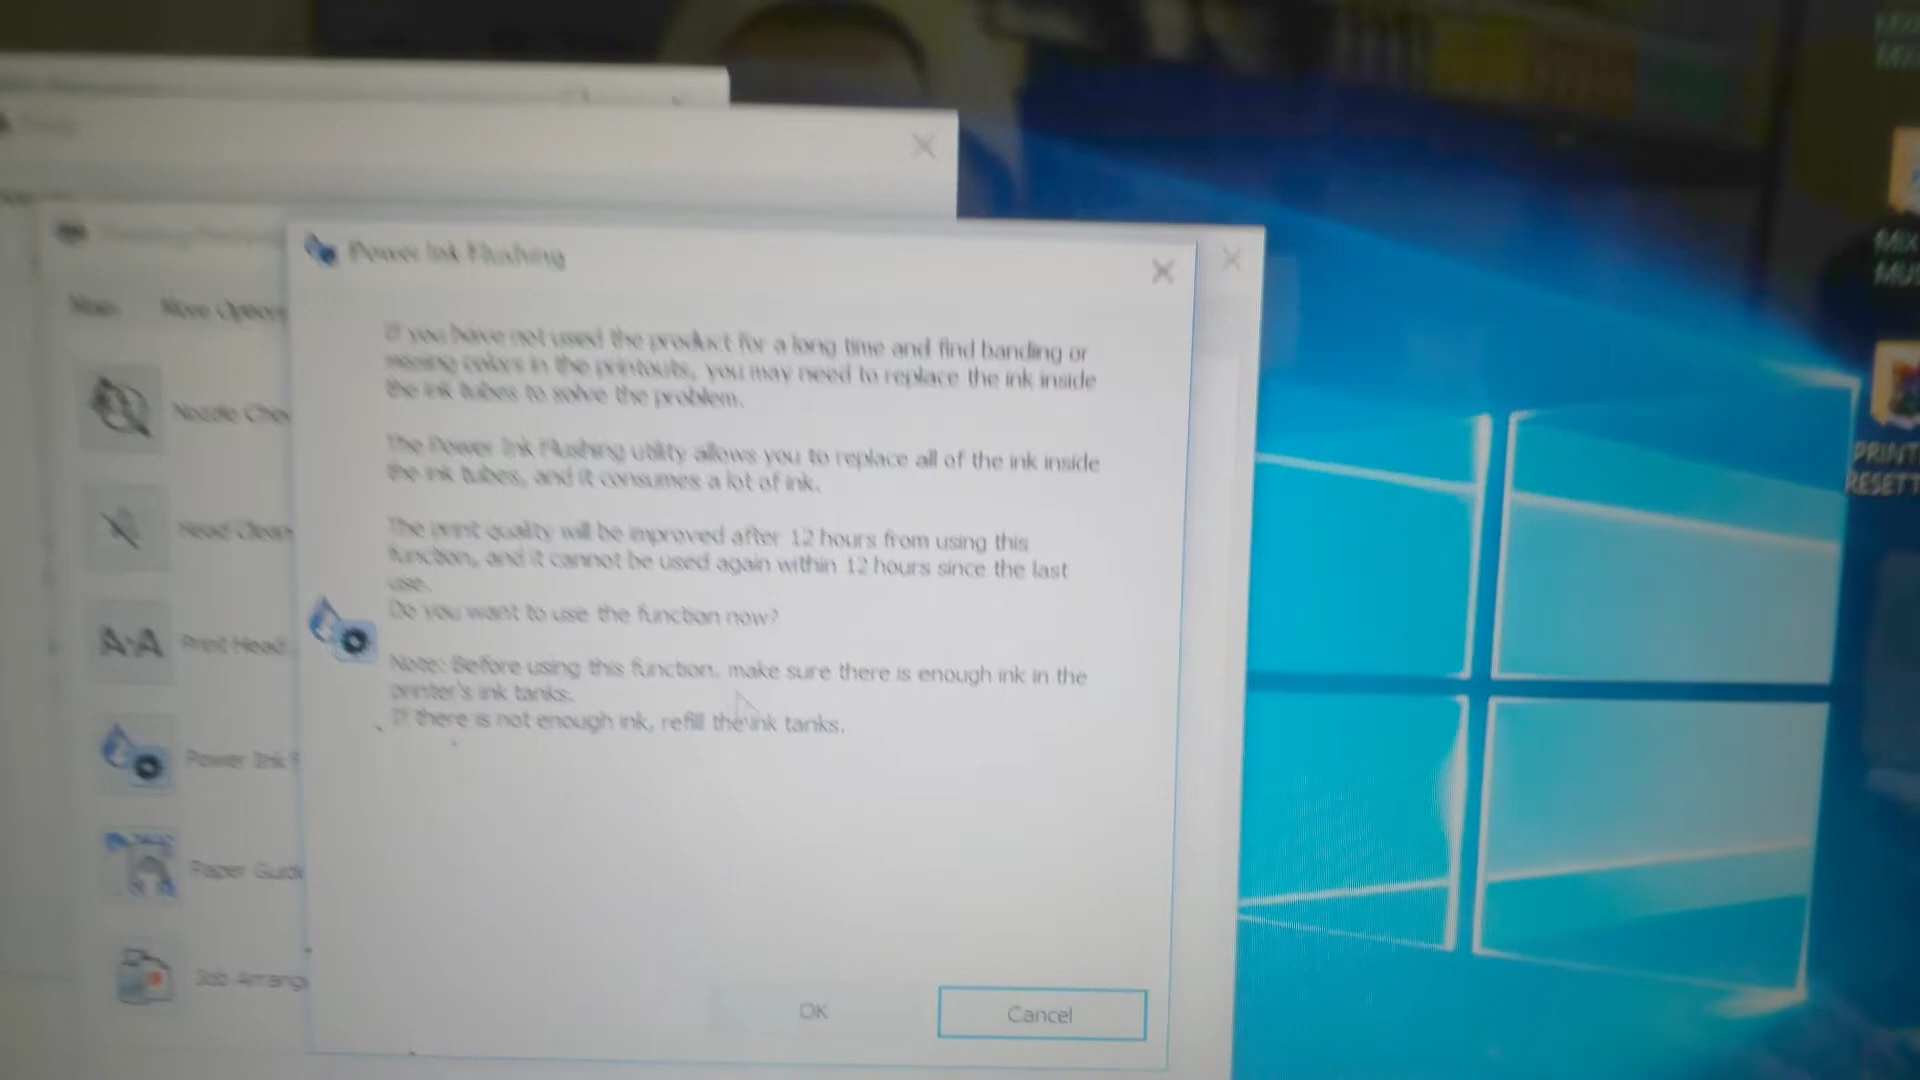 Power Ink Flushing
Main
More Options
If you have not used the product for a long time and find banding or
missing colors in the printouts, you may need to replace the ink inside
the ink tubes to solve the problem.
Nozzle Che
The Power Ink Flushing utility allows you to replace all of the ink inside
the ink tubes, and it consumes a lot of ink.
Head Clean
The print quality will be improved after 12 hours from using this
function, and it cannot be used again within 12 hours since the last
use.
Do you want to use the function now?
Print Head
Note: Before using this function, make sure there is enough ink in the
printer's ink tanks.
If there is not enough ink, refill the ink tanks.
Power Ink F
Paper Guide
Job Arrang
OK
Cancel
PRINT
RESETT